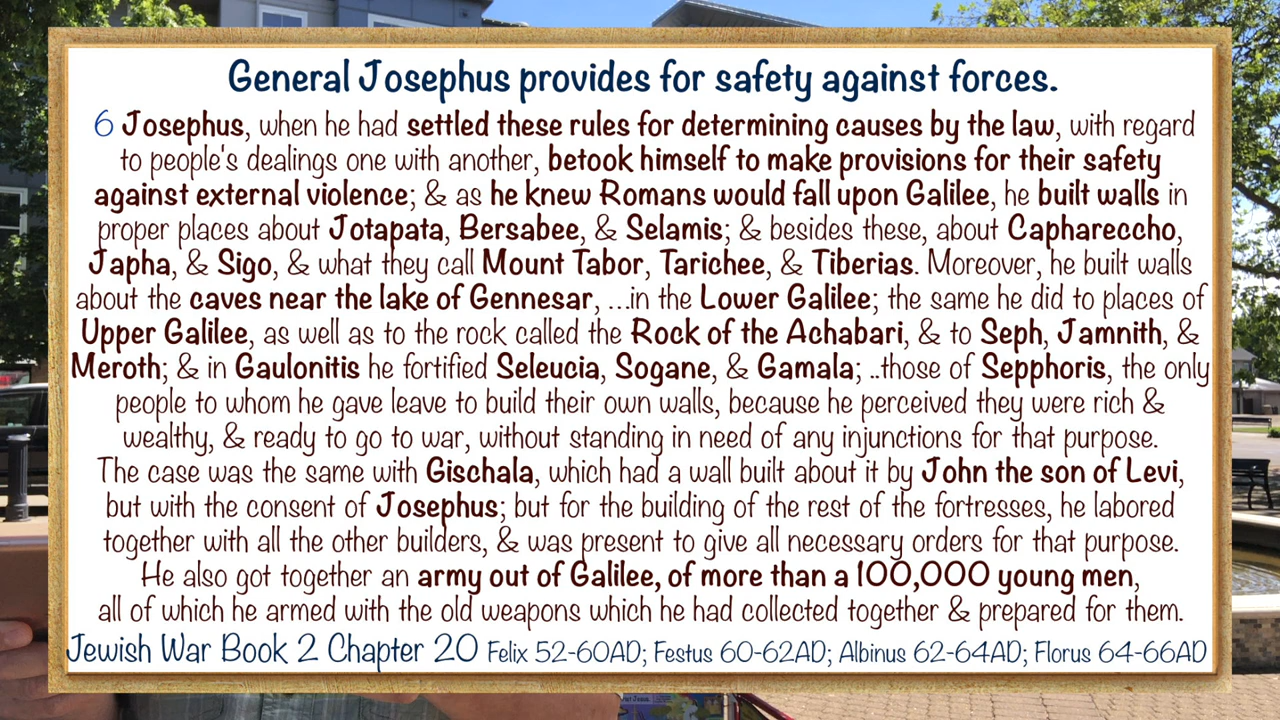 General Josephus provides for safety against forces.
6 Josephus, when he had settled these rules for determining causes by the law, with regard
to people's dealings one with another, betook himself to make provisions for their safety
against external violence; & as he knew Romans would fall upon Galilee, he built walls in
proper places about Jotapata, Bersabee, & Selamis; & besides these, about Caphareccho,
Japha, & Sigo, & what they call Mount Tabor, Tarichee, & Tiberias. Moreover, he built walls
about the caves near the lake of Gennesar, ...in the Lower Galilee; the same he did to places of
Upper Galilee, as well as to the rock called the Rock of the Achabari, & to Seph, Jamnith, &
Meroth; & in Gaulonitis he fortified Seleucia, Sogane, & Gamala; ..those of Sepphoris, the only
people to whom he gave leave to build their own walls, because he perceived they were rich &
wealthy, & ready to go to war, without standing in need of any injunctions for that purpose.
The case was the same with Gischala, which had a wall built about it by John the son of Levi,
but with the consent of Josephus; but for the building of the rest of the fortresses, he labored
together with all the other builders, & was present to give all necessary orders for that purpose.
He also got together an army out of Galilee, of more than a 100,000 young men,
all of which he armed with the old weapons which he had collected together & prepared for them.
Jewish War Book 2 Chapter 20 Felix 52-60AD; Festus 60-62AD; Albinus 62-64AD; Florus 64-66AD